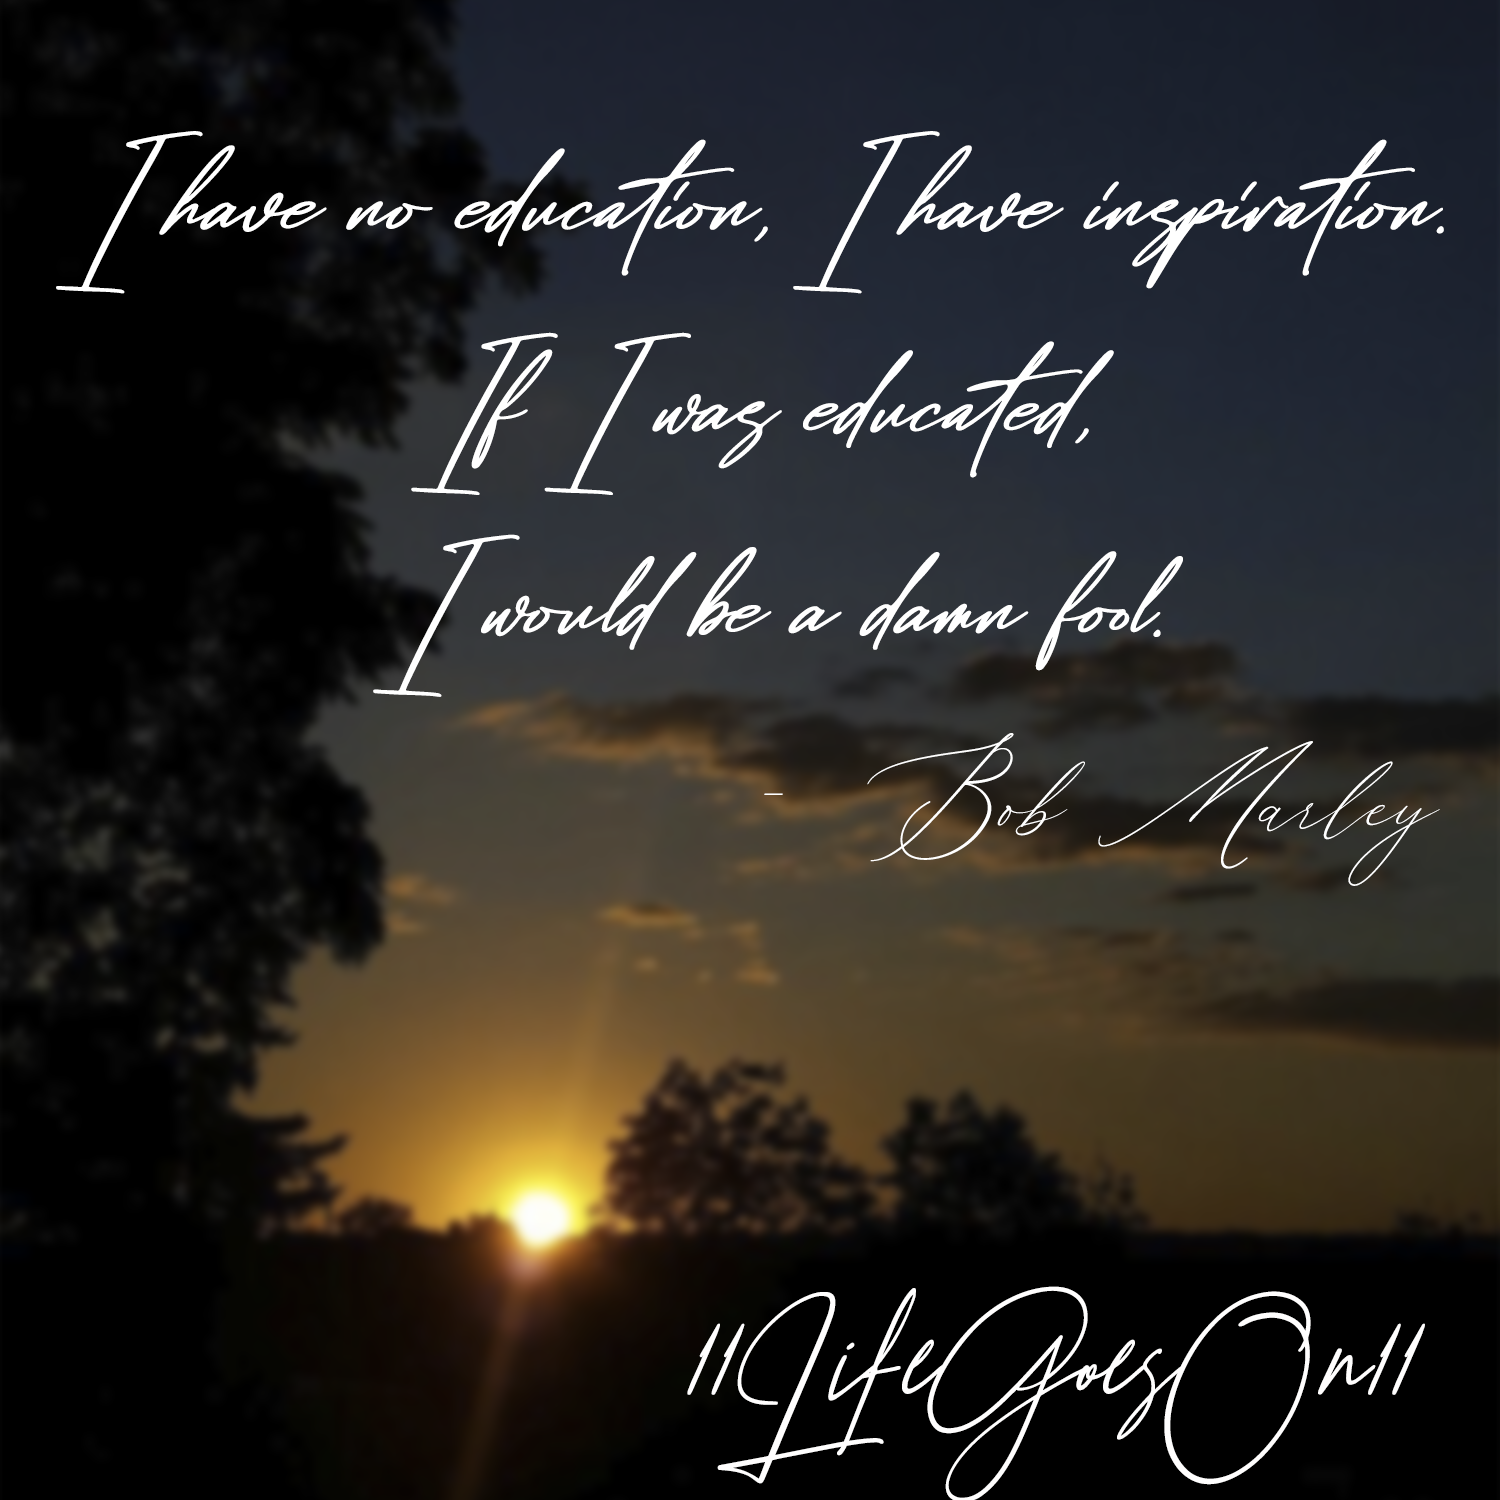 I have no education, I have inspiration.
If I was educated,
I would be a damn fool.
- Bob Marley
11LifeGoesOn11